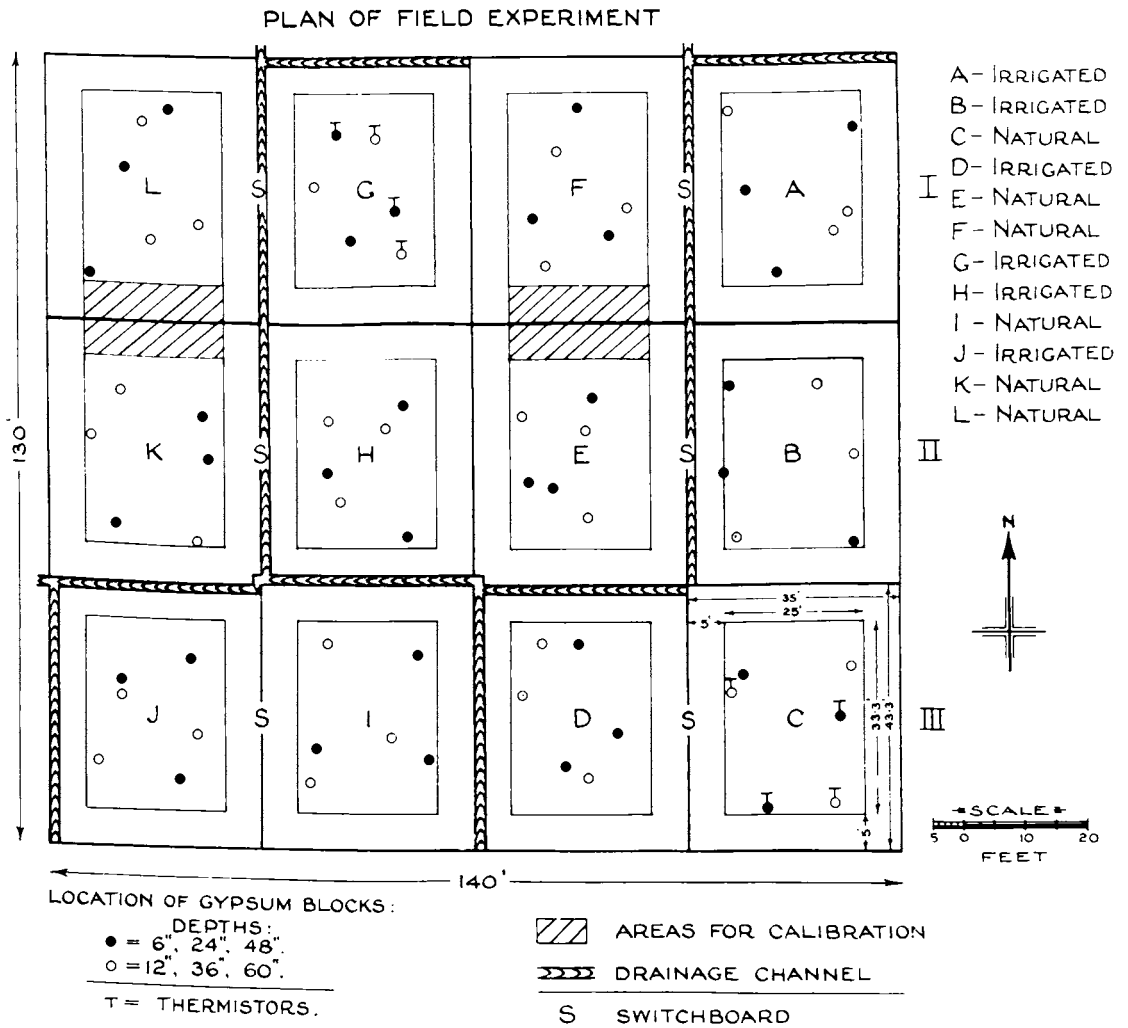 PLAN OF FIELD EXPERIMENT
A - IRRIGATED
B - IRRIGATED
C - NATURAL
D - IRRIGATED
E - NATURAL
F - NATURAL
G - IRRIGATED
H - IRRIGATED
I - NATURAL
J - IRRIGATED
K - NATURAL
L - NATURAL
T T
L S G F S A I
T
T
130'
K S H E S B II
N
35'
25'
5'
T T
J S I D S C 33·3' 43·3' III
T T
5'
SCALE
5 0 10 20
FEET
140'
LOCATION OF GYPSUM BLOCKS:
DEPTHS:
● = 6", 24", 48".
○ = 12", 36", 60".
T = THERMISTORS.
AREAS FOR CALIBRATION
DRAINAGE CHANNEL
S SWITCHBOARD